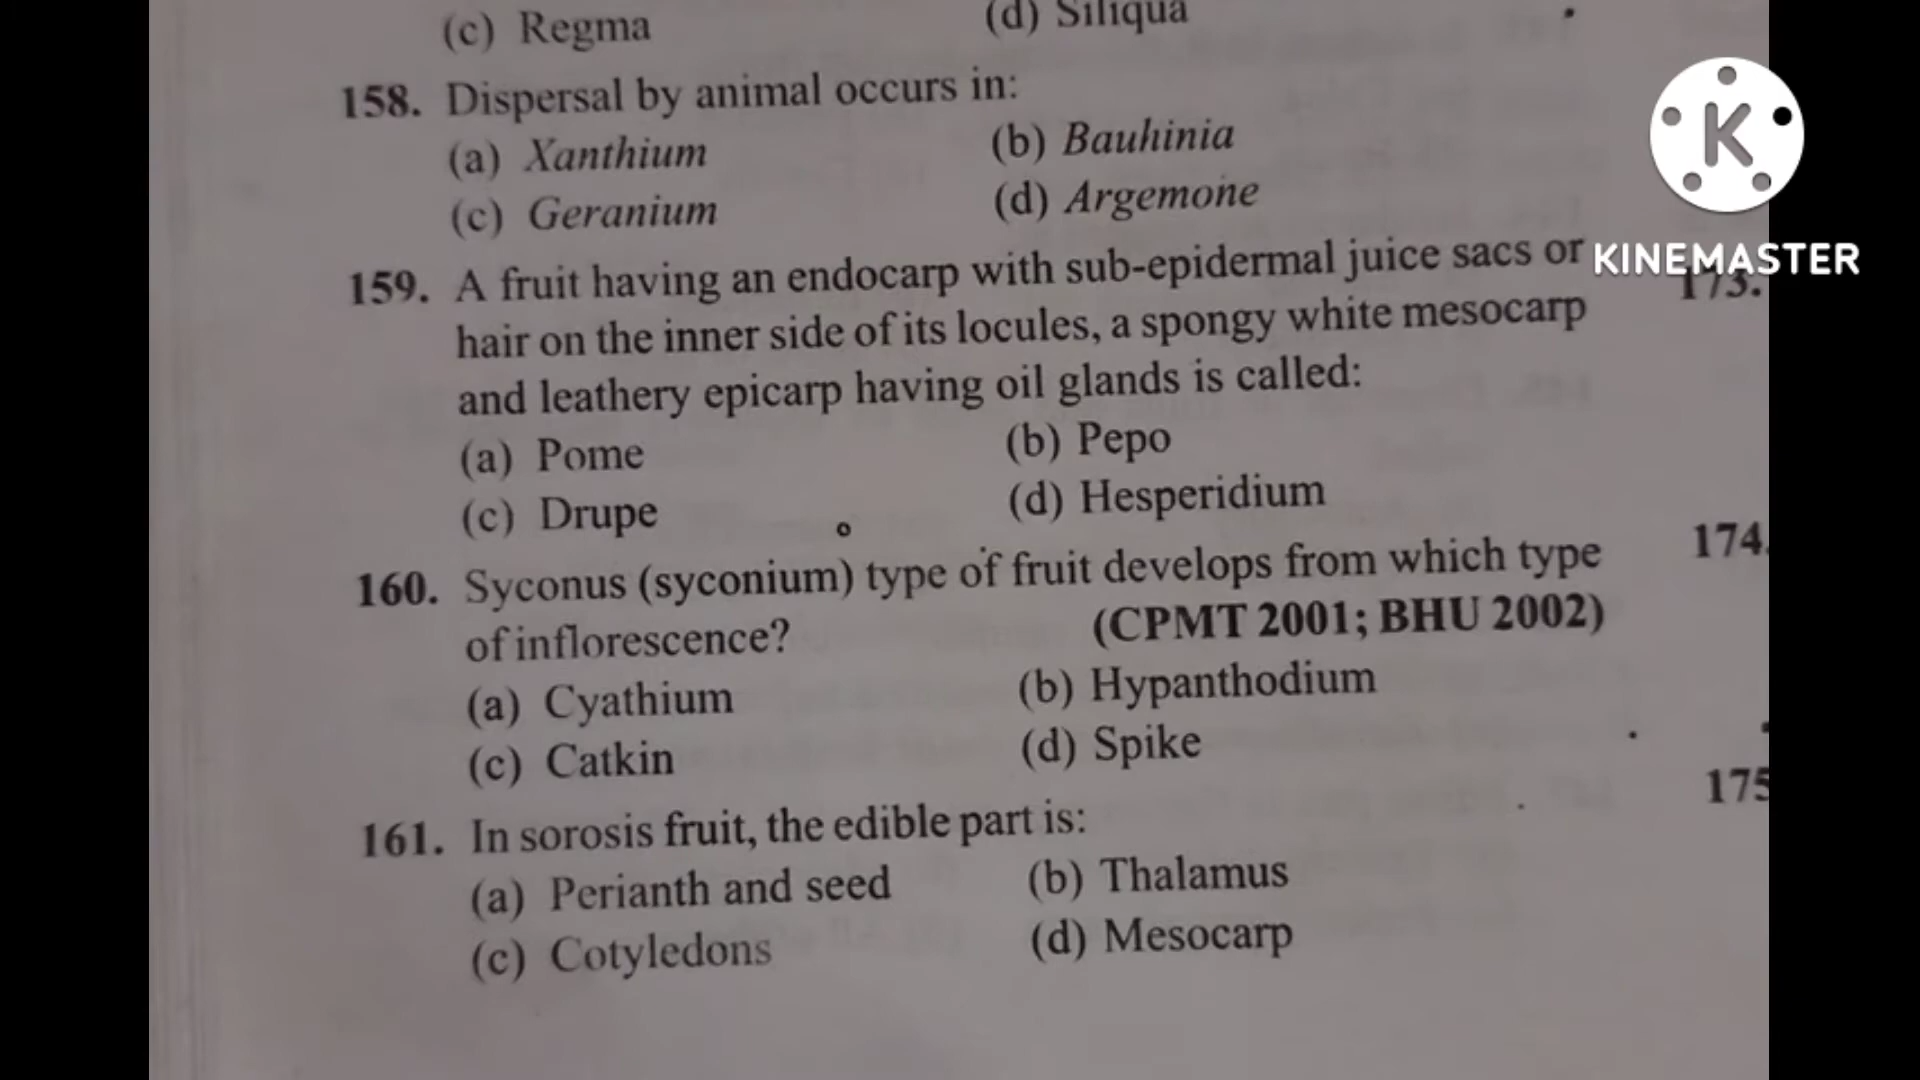 (c) Regma (d) Siliqua
158. Dispersal by animal occurs in:
(a) Xanthium (b) Bauhinia
(c) Geranium (d) Argemone
159. A fruit having an endocarp with sub-epidermal juice sacs or
hair on the inner side of its locules, a spongy white mesocarp
and leathery epicarp having oil glands is called:
(a) Pome (b) Pepo
(c) Drupe (d) Hesperidium
160. Syconus (syconium) type of fruit develops from which type
of inflorescence? (CPMT 2001; BHU 2002)
(a) Cyathium (b) Hypanthodium
(c) Catkin (d) Spike
161. In sorosis fruit, the edible part is:
(a) Perianth and seed (b) Thalamus
(c) Cotyledons (d) Mesocarp
173.
174.
175
K
KINEMASTER